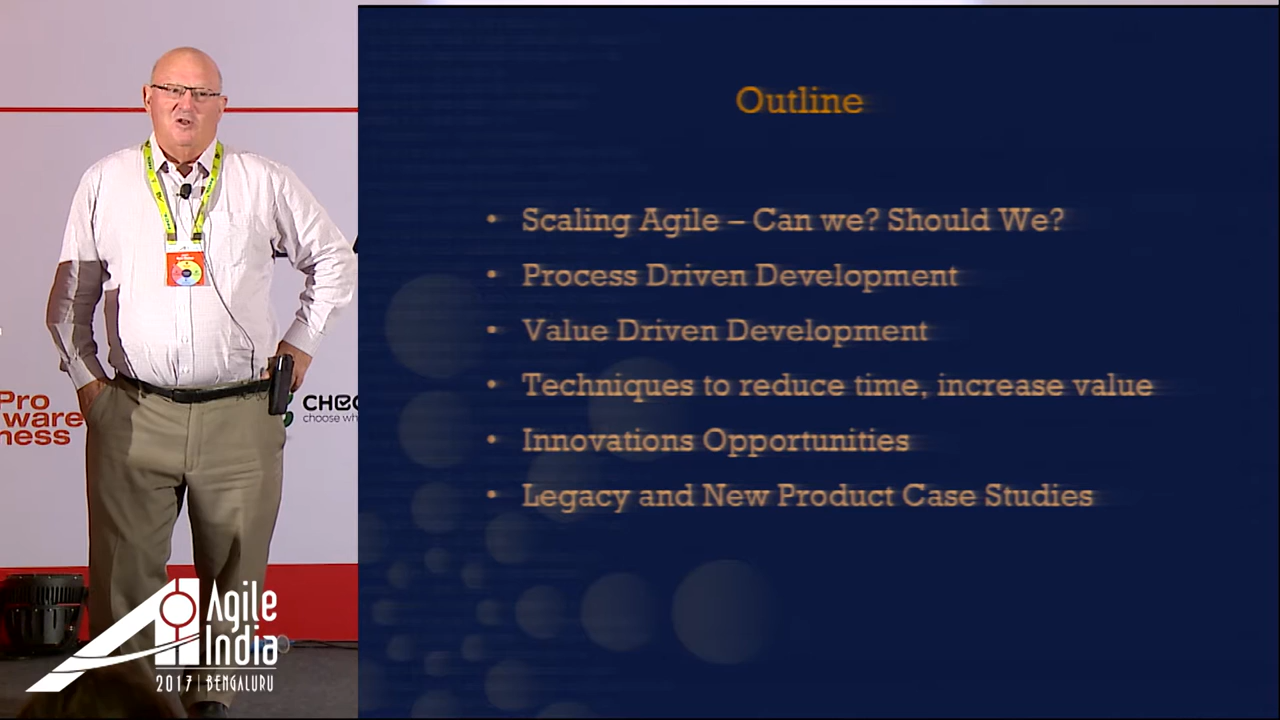 Outline
• Scaling Agile – Can we? Should We?
• Process Driven Development
• Value Driven Development
• Techniques to reduce time, increase value
• Innovations Opportunities
• Legacy and New Product Case Studies
Pro
ware
ness
choose wh
Agile
India
2017 | BENGALURU